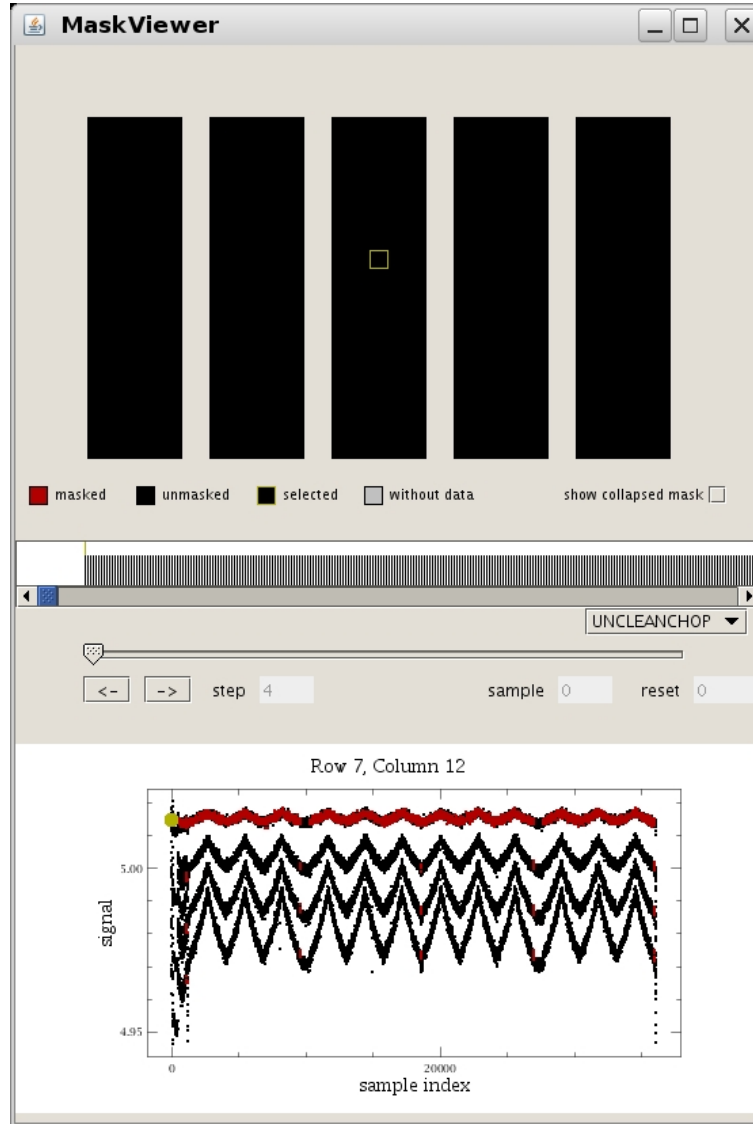 MaskViewer
masked unmasked selected without data show collapsed mask
UNCLEANCHOP
<- -> step 4 sample 0 reset 0
Row 7, Column 12
5.00
signal
4.95
0 20000
sample index